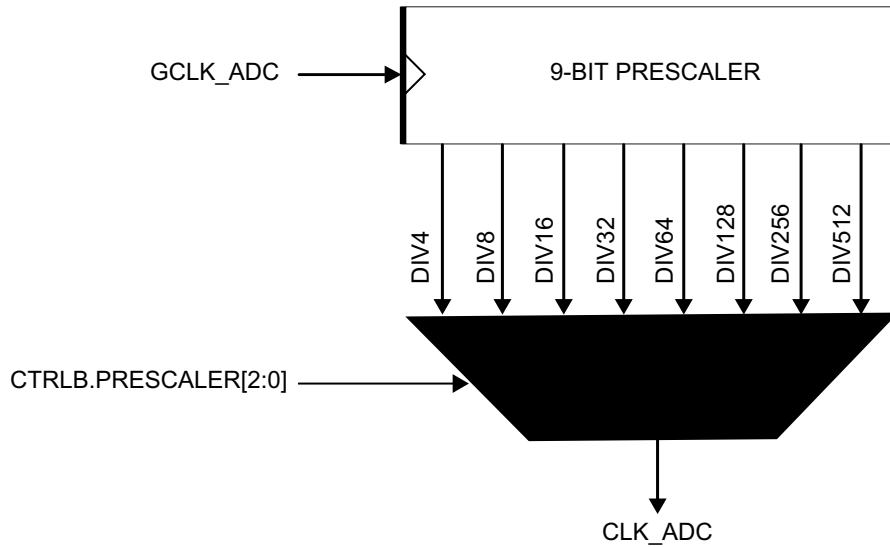 GCLK_ADC
9-BIT PRESCALER
DIV4
DIV8
DIV16
DIV32
DIV64
DIV128
DIV256
DIV512
CTRLB.PRESCALER[2:0]
CLK_ADC